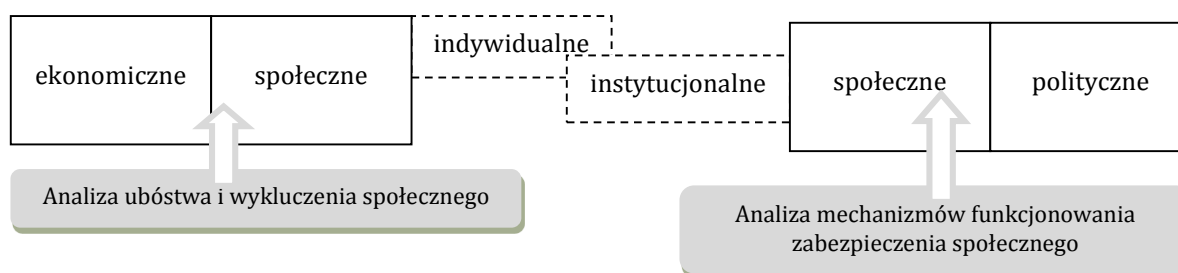 ekonomiczne
społeczne
indywidualne
instytucjonalne
społeczne
polityczne
Analiza ubóstwa i wykluczenia społecznego
Analiza mechanizmów funkcjonowania
zabezpieczenia społecznego